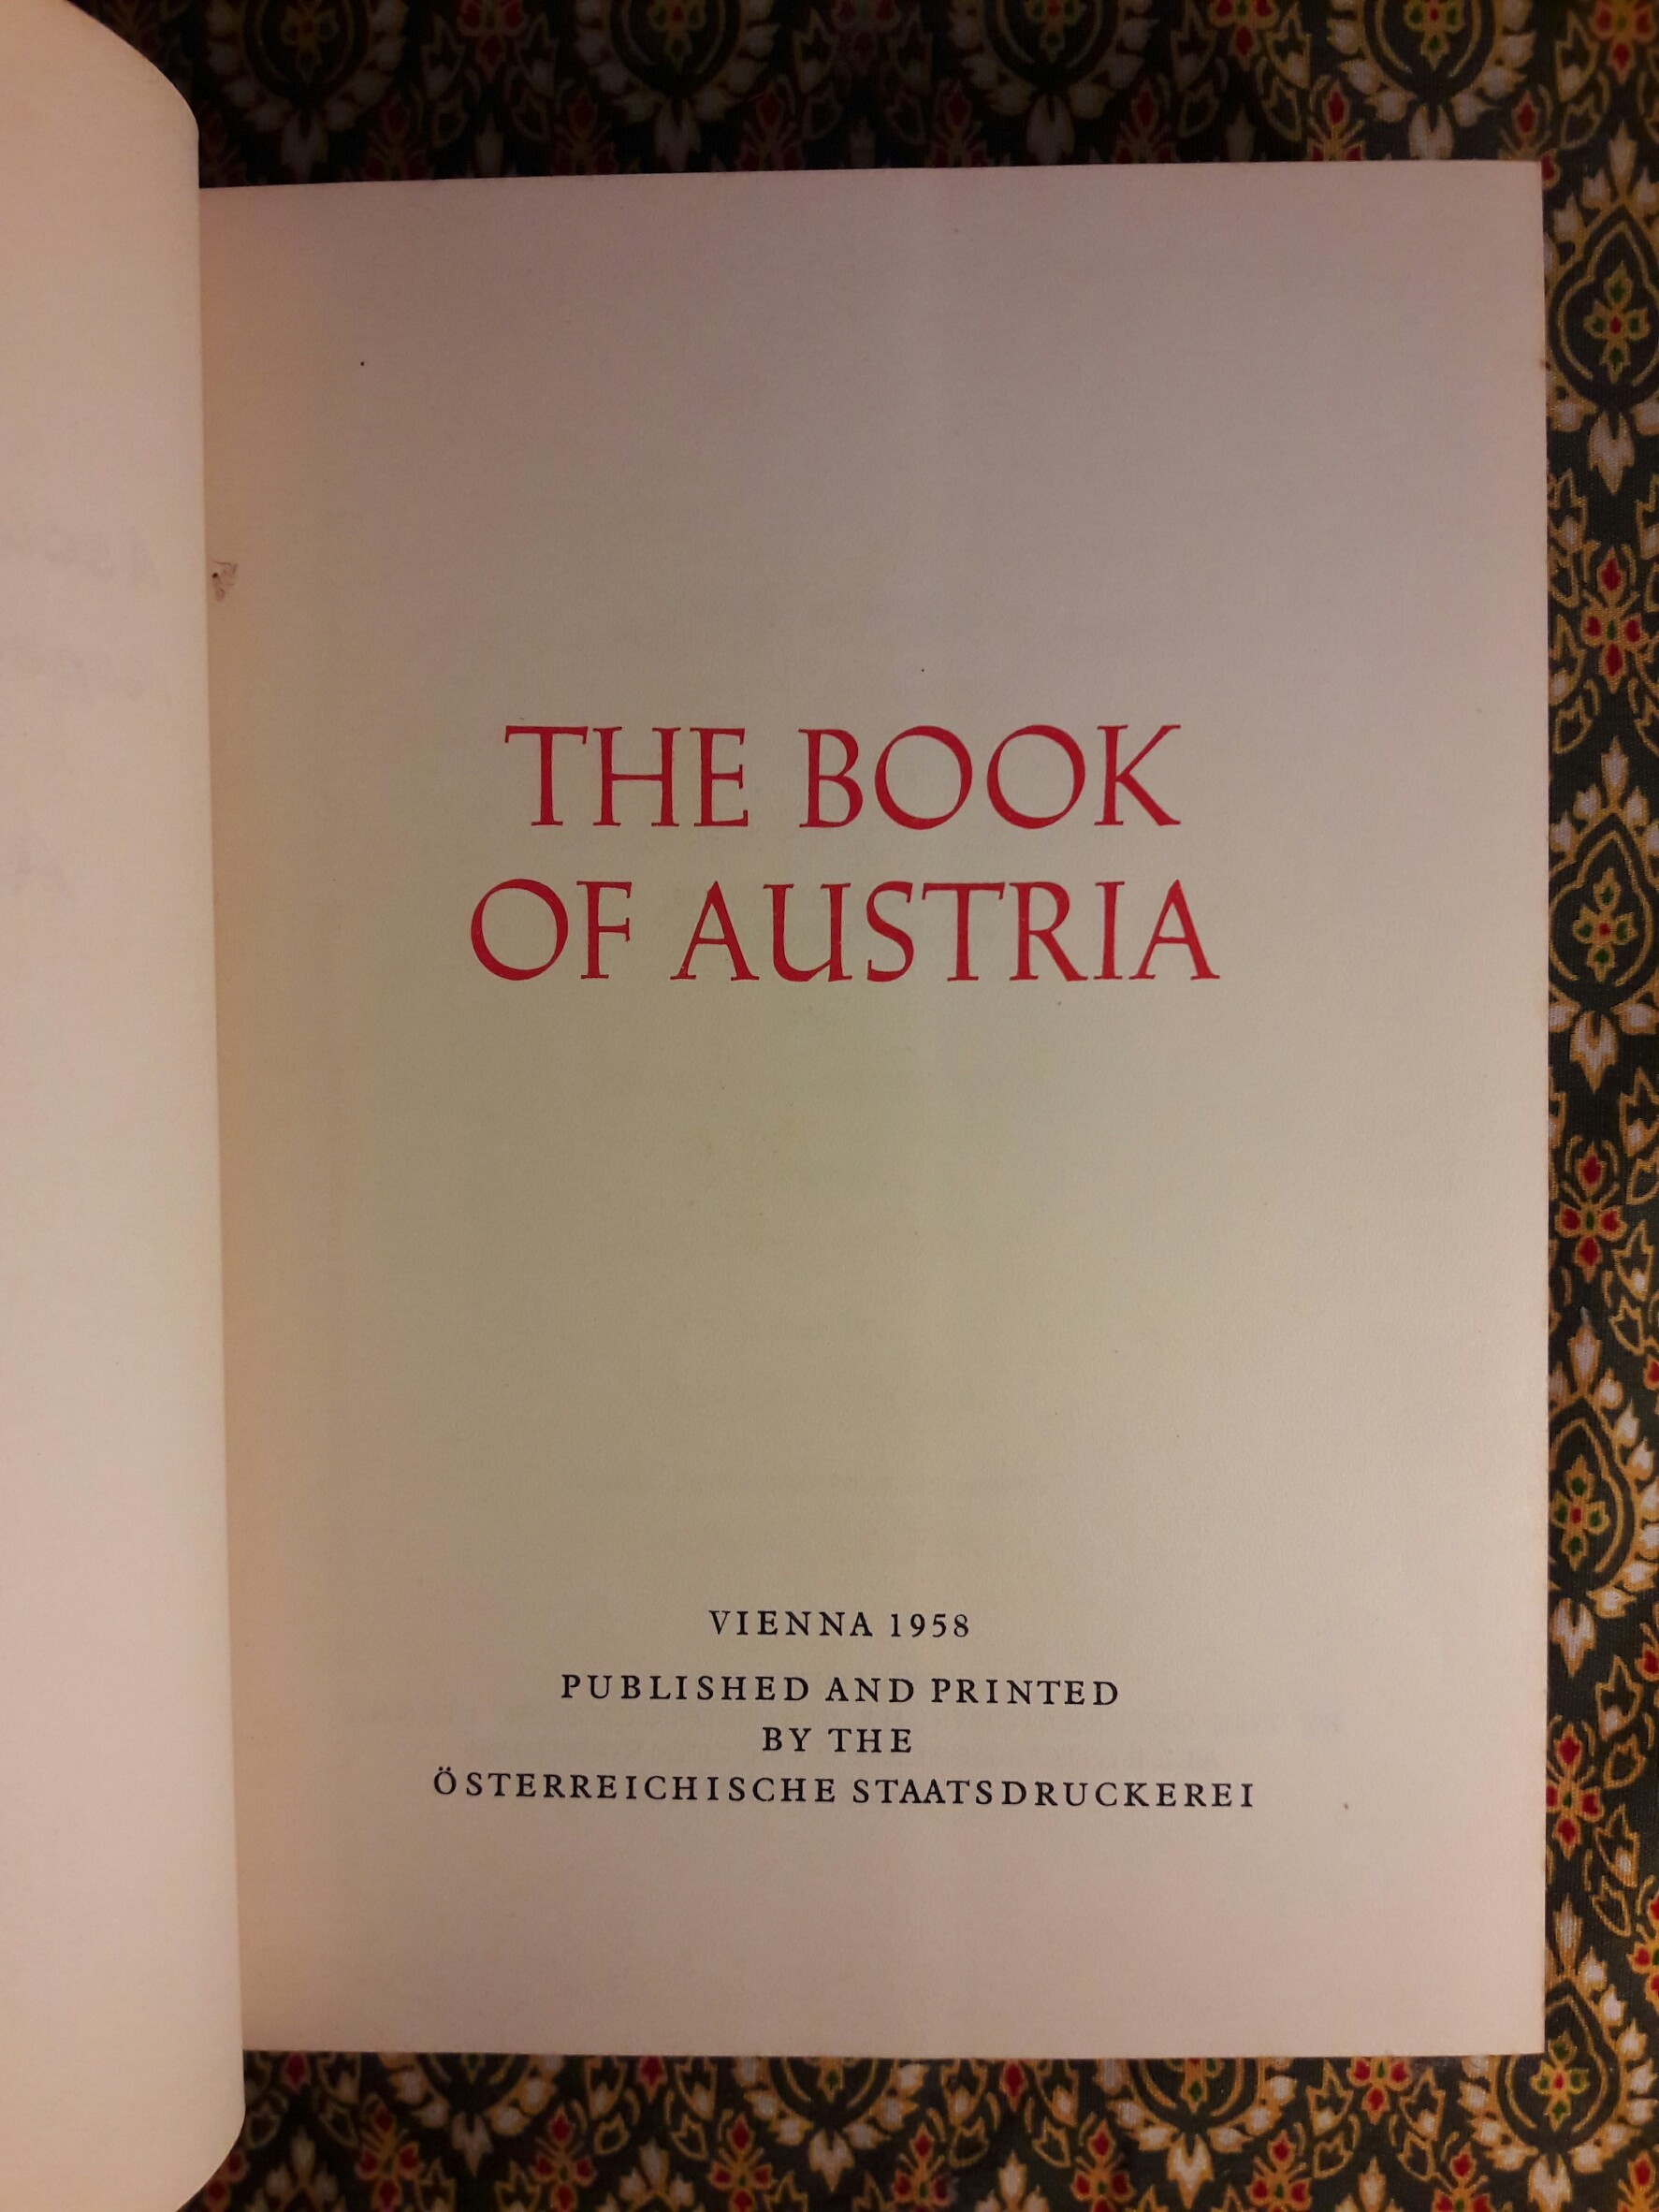 THE BOOK
OF AUSTRIA
VIENNA 1958
PUBLISHED AND PRINTED
BY THE
ÖSTERREICHISCHE STAATSDRUCKEREI